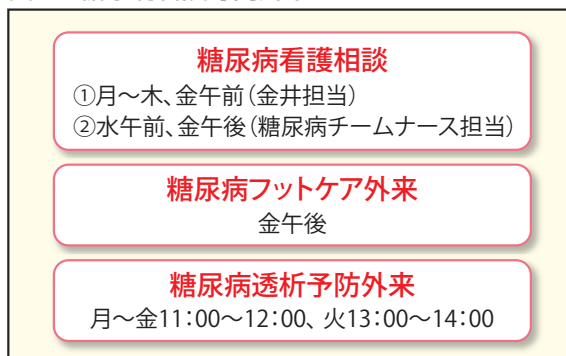 糖尿病看護相談
①月～木、金午前（金井担当）
②水午前、金午後（糖尿病チームナース担当）
糖尿病フットケア外来
金午後
糖尿病透析予防外来
月～金11：00～12：00、火13：00～14：00